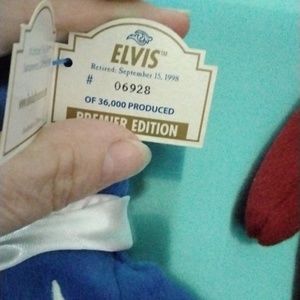 ELVIS™
Retired: September 15, 1998
# 06928
OF 36,000 PRODUCED
PREMIER EDITION